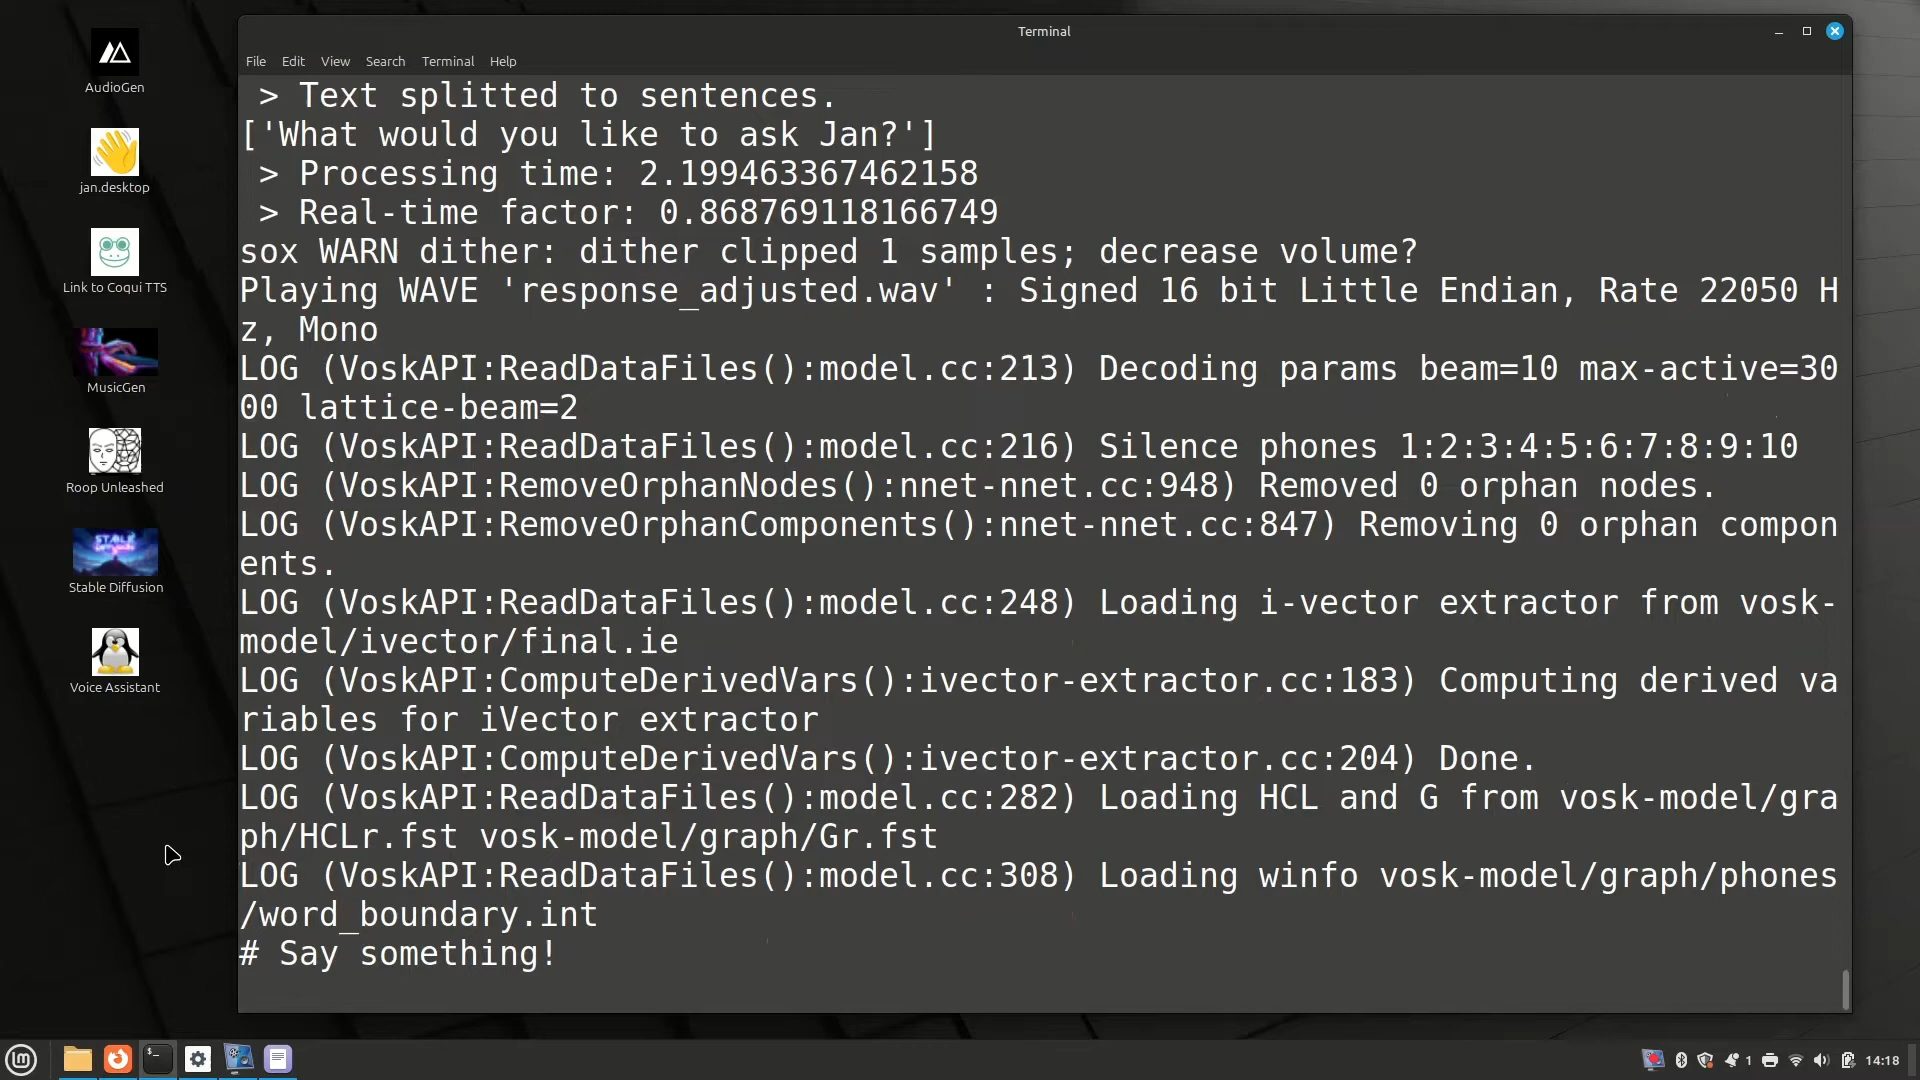 Terminal
File Edit View Search Terminal Help
> Text splitted to sentences.
['What would you like to ask Jan?']
> Processing time: 2.199463367462158
> Real-time factor: 0.868769118166749
sox WARN dither: dither clipped 1 samples; decrease volume?
Playing WAVE 'response_adjusted.wav' : Signed 16 bit Little Endian, Rate 22050 H
z, Mono
LOG (VoskAPI:ReadDataFiles():model.cc:213) Decoding params beam=10 max-active=30
00 lattice-beam=2
LOG (VoskAPI:ReadDataFiles():model.cc:216) Silence phones 1:2:3:4:5:6:7:8:9:10
LOG (VoskAPI:RemoveOrphanNodes():nnet-nnet.cc:948) Removed 0 orphan nodes.
LOG (VoskAPI:RemoveOrphanComponents():nnet-nnet.cc:847) Removing 0 orphan compon
ents.
LOG (VoskAPI:ReadDataFiles():model.cc:248) Loading i-vector extractor from vosk-
model/ivector/final.ie
LOG (VoskAPI:ComputeDerivedVars():ivector-extractor.cc:183) Computing derived va
riables for iVector extractor
LOG (VoskAPI:ComputeDerivedVars():ivector-extractor.cc:204) Done.
LOG (VoskAPI:ReadDataFiles():model.cc:282) Loading HCL and G from vosk-model/gra
ph/HCLr.fst vosk-model/graph/Gr.fst
LOG (VoskAPI:ReadDataFiles():model.cc:308) Loading winfo vosk-model/graph/phones
/word_boundary.int
# Say something!
AudioGen
jan.desktop
Link to Coqui TTS
MusicGen
Roop Unleashed
STABLE
Diffusion
Stable Diffusion
Voice Assistant
lm
$_
1
14:18